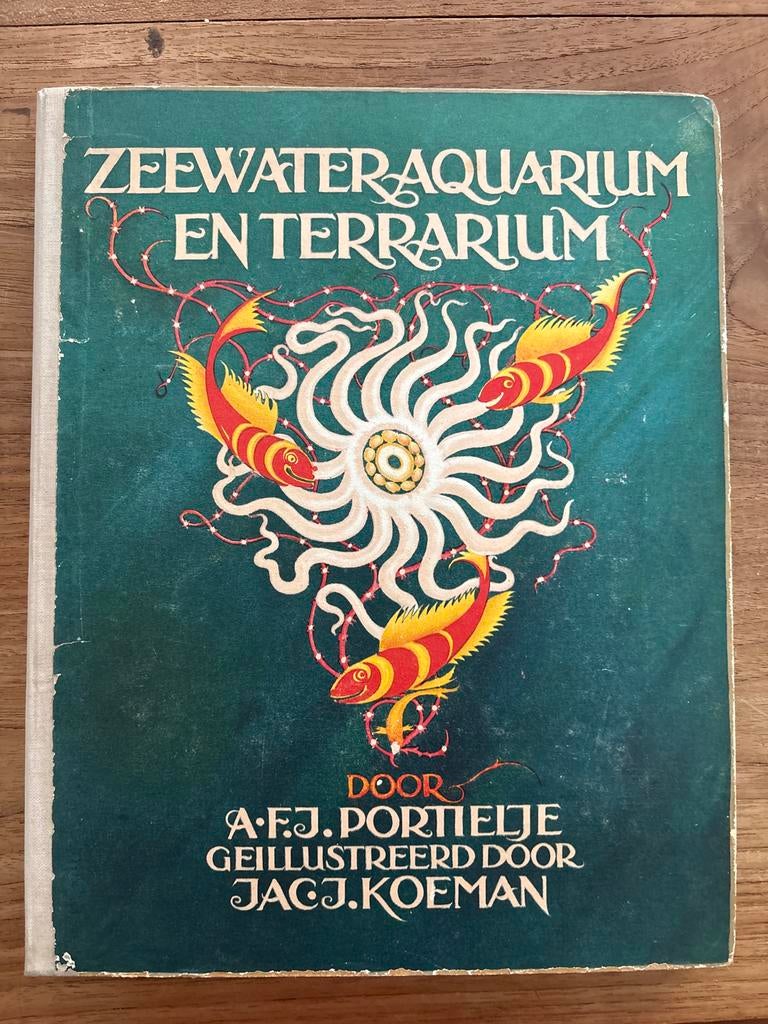 ZEEWATERAQUARIUM
EN TERRARIUM
DOOR
A.F.J. PORTIELJE
GEILLUSTREERD DOOR
JAC.J. KOEMAN